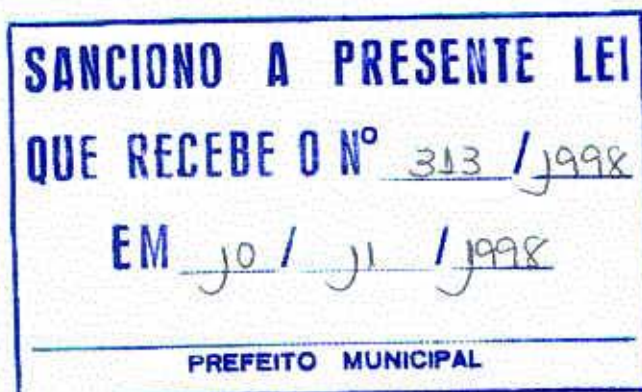 SANCIONO A PRESENTE LEI
QUE RECEBE O Nº 313 / 1998
EM 10 / 11 / 1998
PREFEITO MUNICIPAL